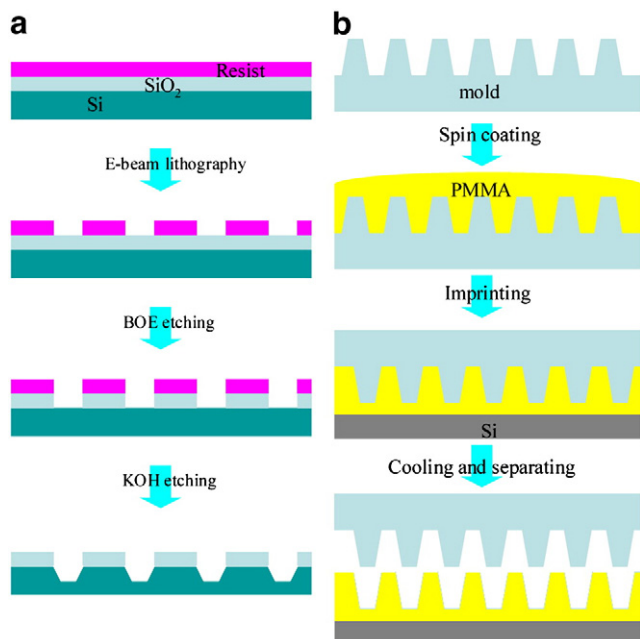 a
Resist
SiO₂
Si
E-beam lithography
BOE etching
KOH etching
b
mold
Spin coating
PMMA
Imprinting
Si
Cooling and separating